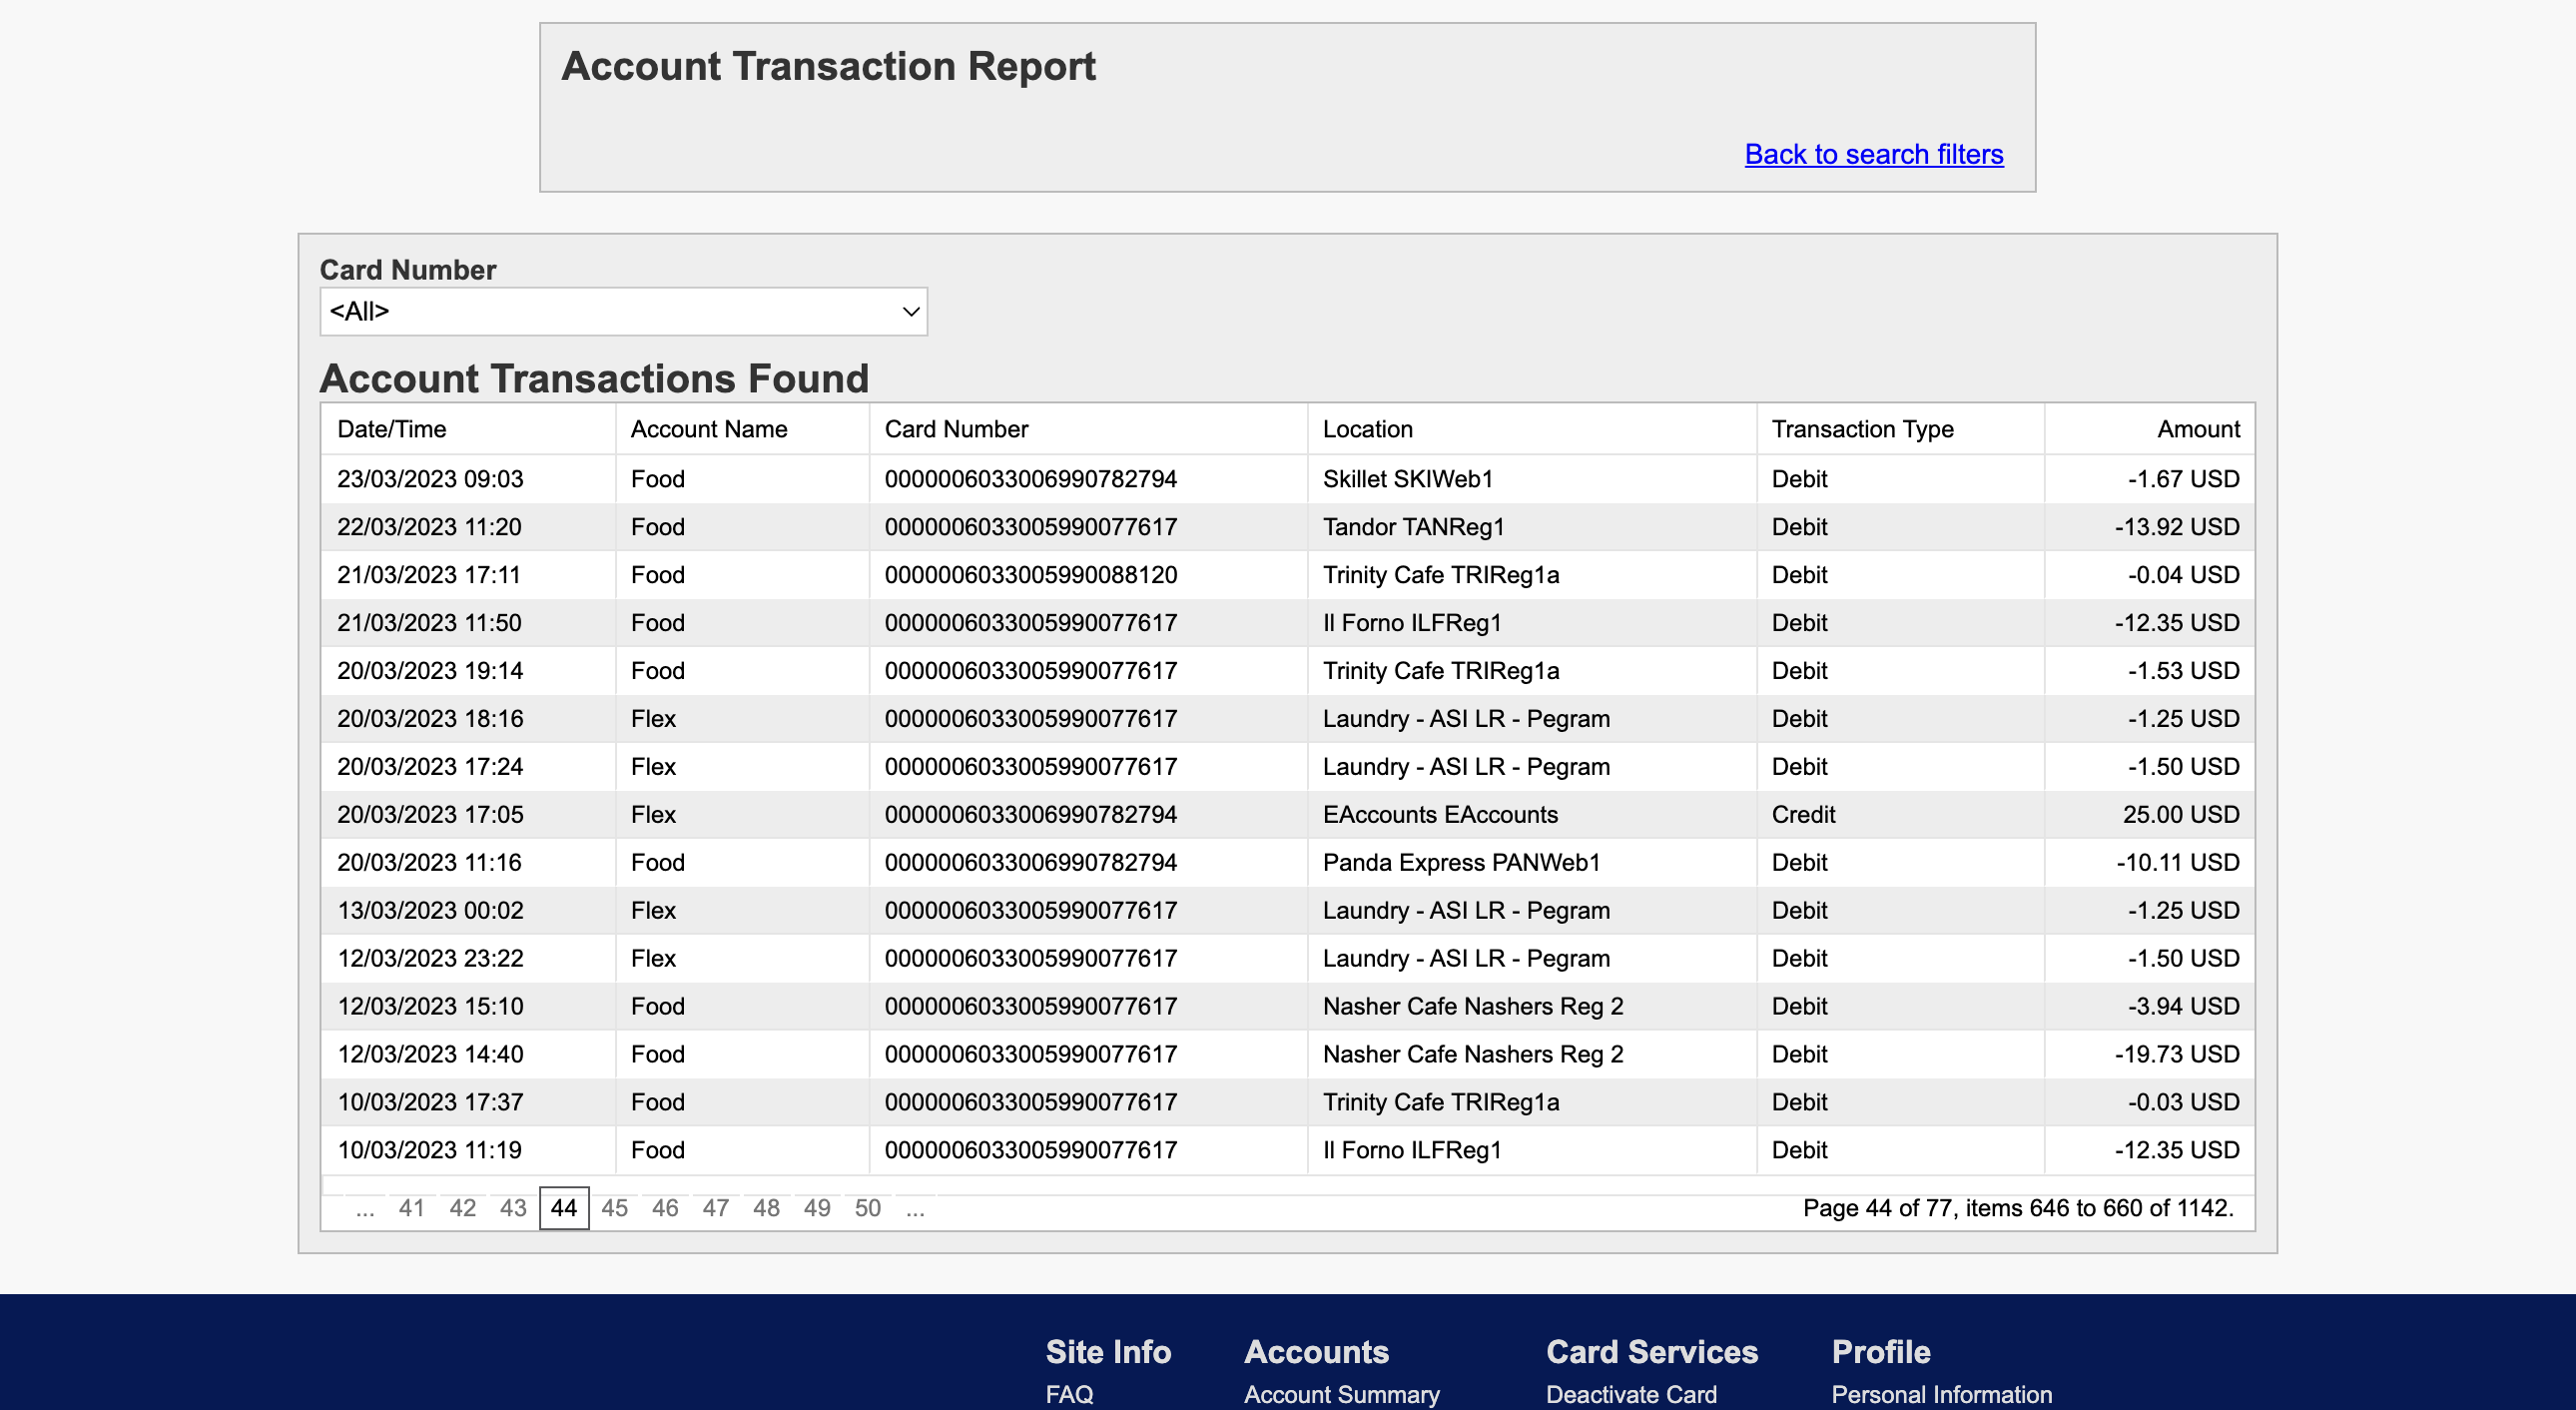 Account Transaction Report
Back to search filters
Card Number
<All>
Account Transactions Found
Date/Time Account Name Card Number Location Transaction Type Amount
23/03/2023 09:03 Food 0000006033006990782794 Skillet SKIWeb1 Debit -1.67 USD
22/03/2023 11:20 Food 0000006033005990077617 Tandor TANReg1 Debit -13.92 USD
21/03/2023 17:11 Food 0000006033005990088120 Trinity Cafe TRIReg1a Debit -0.04 USD
21/03/2023 11:50 Food 0000006033005990077617 Il Forno ILFReg1 Debit -12.35 USD
20/03/2023 19:14 Food 0000006033005990077617 Trinity Cafe TRIReg1a Debit -1.53 USD
20/03/2023 18:16 Flex 0000006033005990077617 Laundry - ASI LR - Pegram Debit -1.25 USD
20/03/2023 17:24 Flex 0000006033005990077617 Laundry - ASI LR - Pegram Debit -1.50 USD
20/03/2023 17:05 Flex 0000006033006990782794 EAccounts EAccounts Credit 25.00 USD
20/03/2023 11:16 Food 0000006033006990782794 Panda Express PANWeb1 Debit -10.11 USD
13/03/2023 00:02 Flex 0000006033005990077617 Laundry - ASI LR - Pegram Debit -1.25 USD
12/03/2023 23:22 Flex 0000006033005990077617 Laundry - ASI LR - Pegram Debit -1.50 USD
12/03/2023 15:10 Food 0000006033005990077617 Nasher Cafe Nashers Reg 2 Debit -3.94 USD
12/03/2023 14:40 Food 0000006033005990077617 Nasher Cafe Nashers Reg 2 Debit -19.73 USD
10/03/2023 17:37 Food 0000006033005990077617 Trinity Cafe TRIReg1a Debit -0.03 USD
10/03/2023 11:19 Food 0000006033005990077617 Il Forno ILFReg1 Debit -12.35 USD
... 41 42 43 44 45 46 47 48 49 50 ... Page 44 of 77, items 646 to 660 of 1142.
Site Info Accounts Card Services Profile
FAQ Account Summary Deactivate Card Personal Information